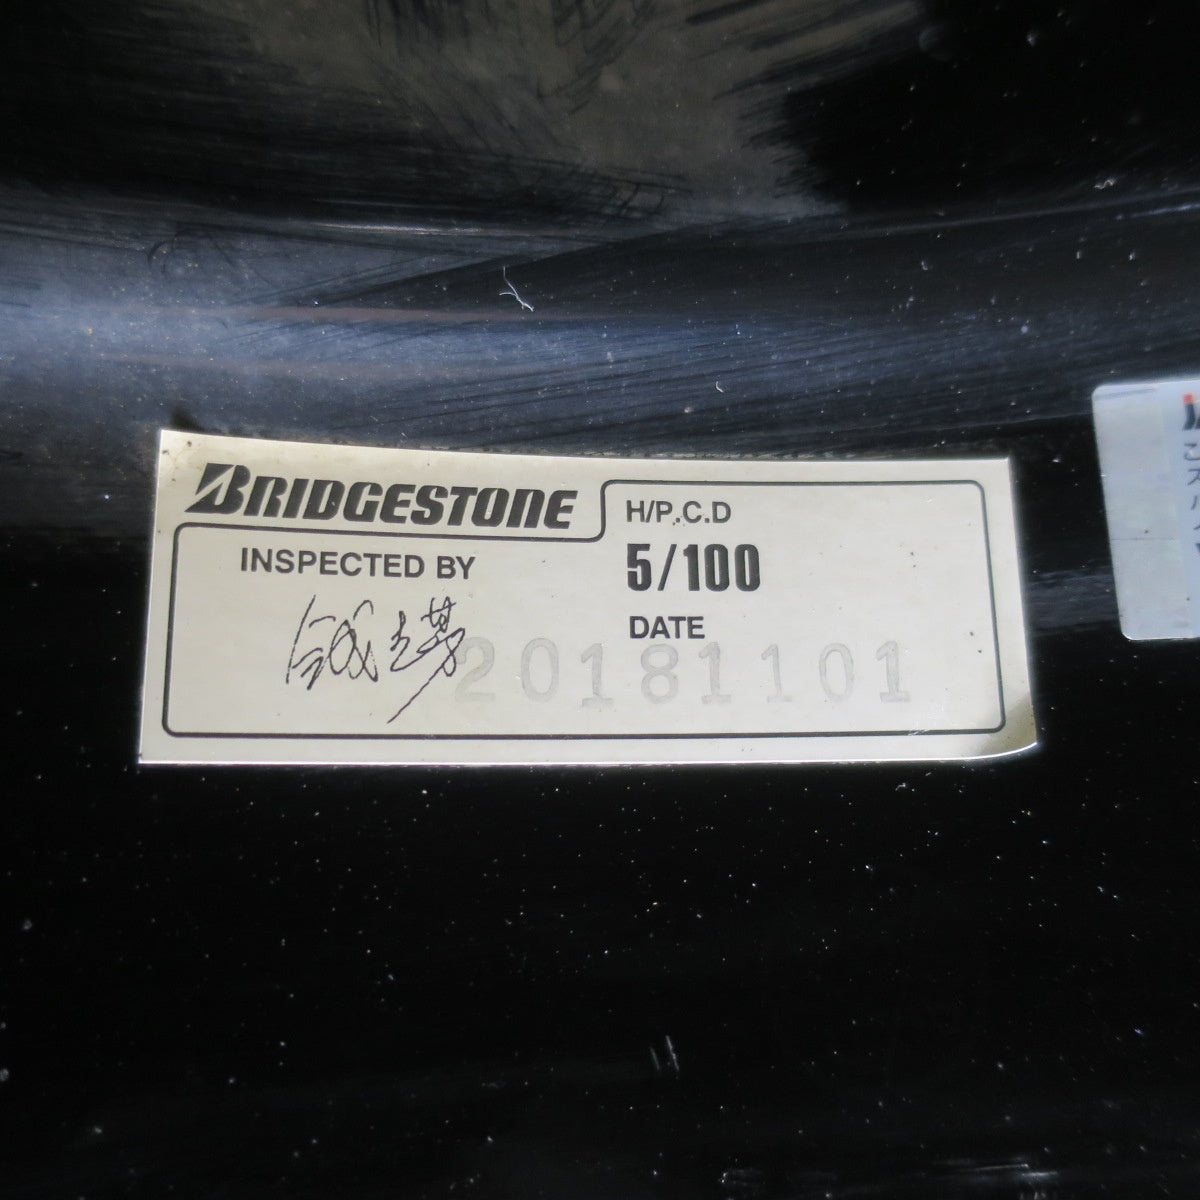 BRIDGESTONE
INSPECTED BY
H/P.C.D
5/100
DATE
20181101